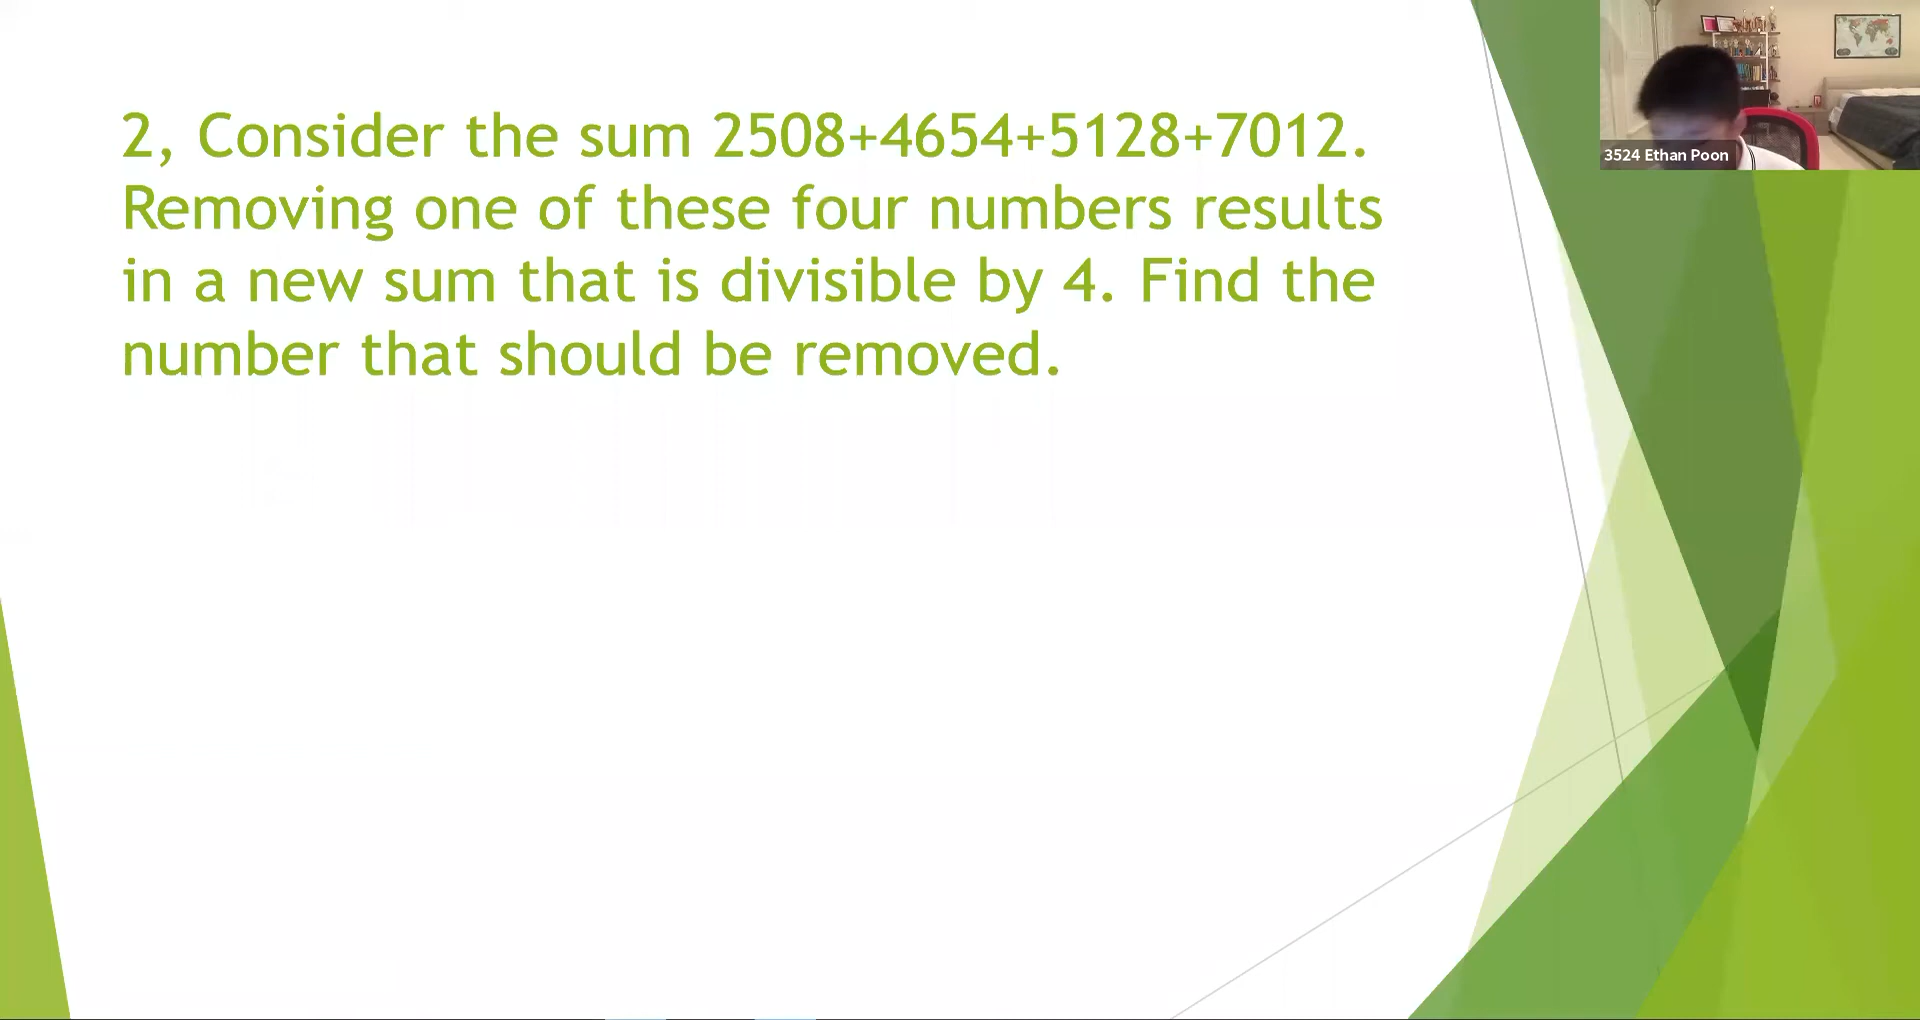 2, Consider the sum 2508+4654+5128+7012.
Removing one of these four numbers results
in a new sum that is divisible by 4. Find the
number that should be removed.
3524 Ethan Poon